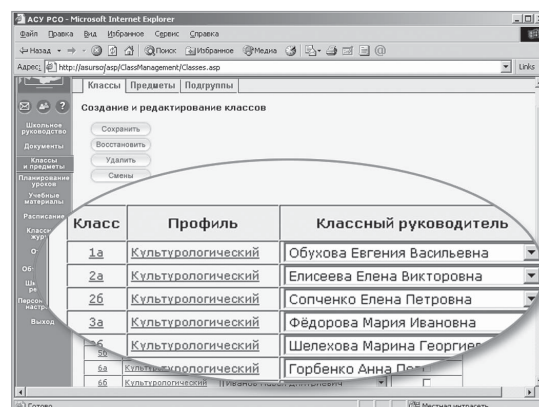 АСУ РСО - Microsoft Internet Explorer
Файл Правка Вид Избранное Сервис Справка
Назад Поиск Избранное Медиа
Адрес: http://asurso/asp/ClassManagement/Classes.asp Links
Классы Предметы Подгруппы
Создание и редактирование классов
Сохранить
Восстановить
Удалить
Смены
Школьное
руководство
Документы
Классы
и предметы
Планирование
уроков
Учебные
материалы
Расписание
Выход
Класс Профиль Классный руководитель
1а Культурологический Обухова Евгения Васильевна
2а Культурологический Елисеева Елена Викторовна
2б Культурологический Сопченко Елена Петровна
3а Культурологический Фёдорова Мария Ивановна
Культурологический Шелехова Марина
5б
6а Культурологический Горбенко Анна
6б Культурологический
Готово Местная интрасеть